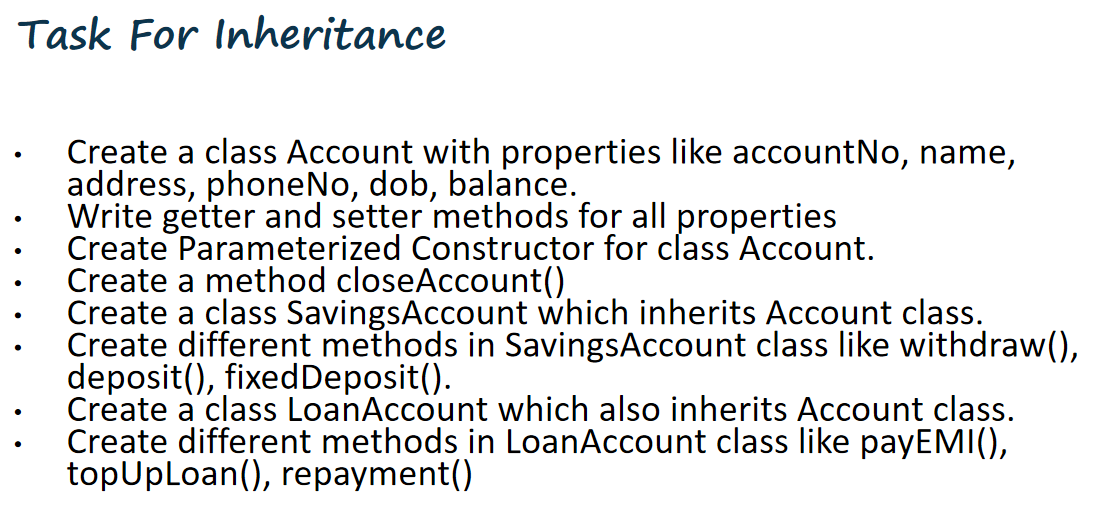 Task For Inheritance
• Create a class Account with properties like accountNo, name,
address, phoneNo, dob, balance.
• Write getter and setter methods for all properties
• Create Parameterized Constructor for class Account.
• Create a method closeAccount()
• Create a class SavingsAccount which inherits Account class.
• Create different methods in SavingsAccount class like withdraw(),
deposit(), fixedDeposit().
• Create a class LoanAccount which also inherits Account class.
• Create different methods in LoanAccount class like payEMI(),
topUpLoan(), repayment()